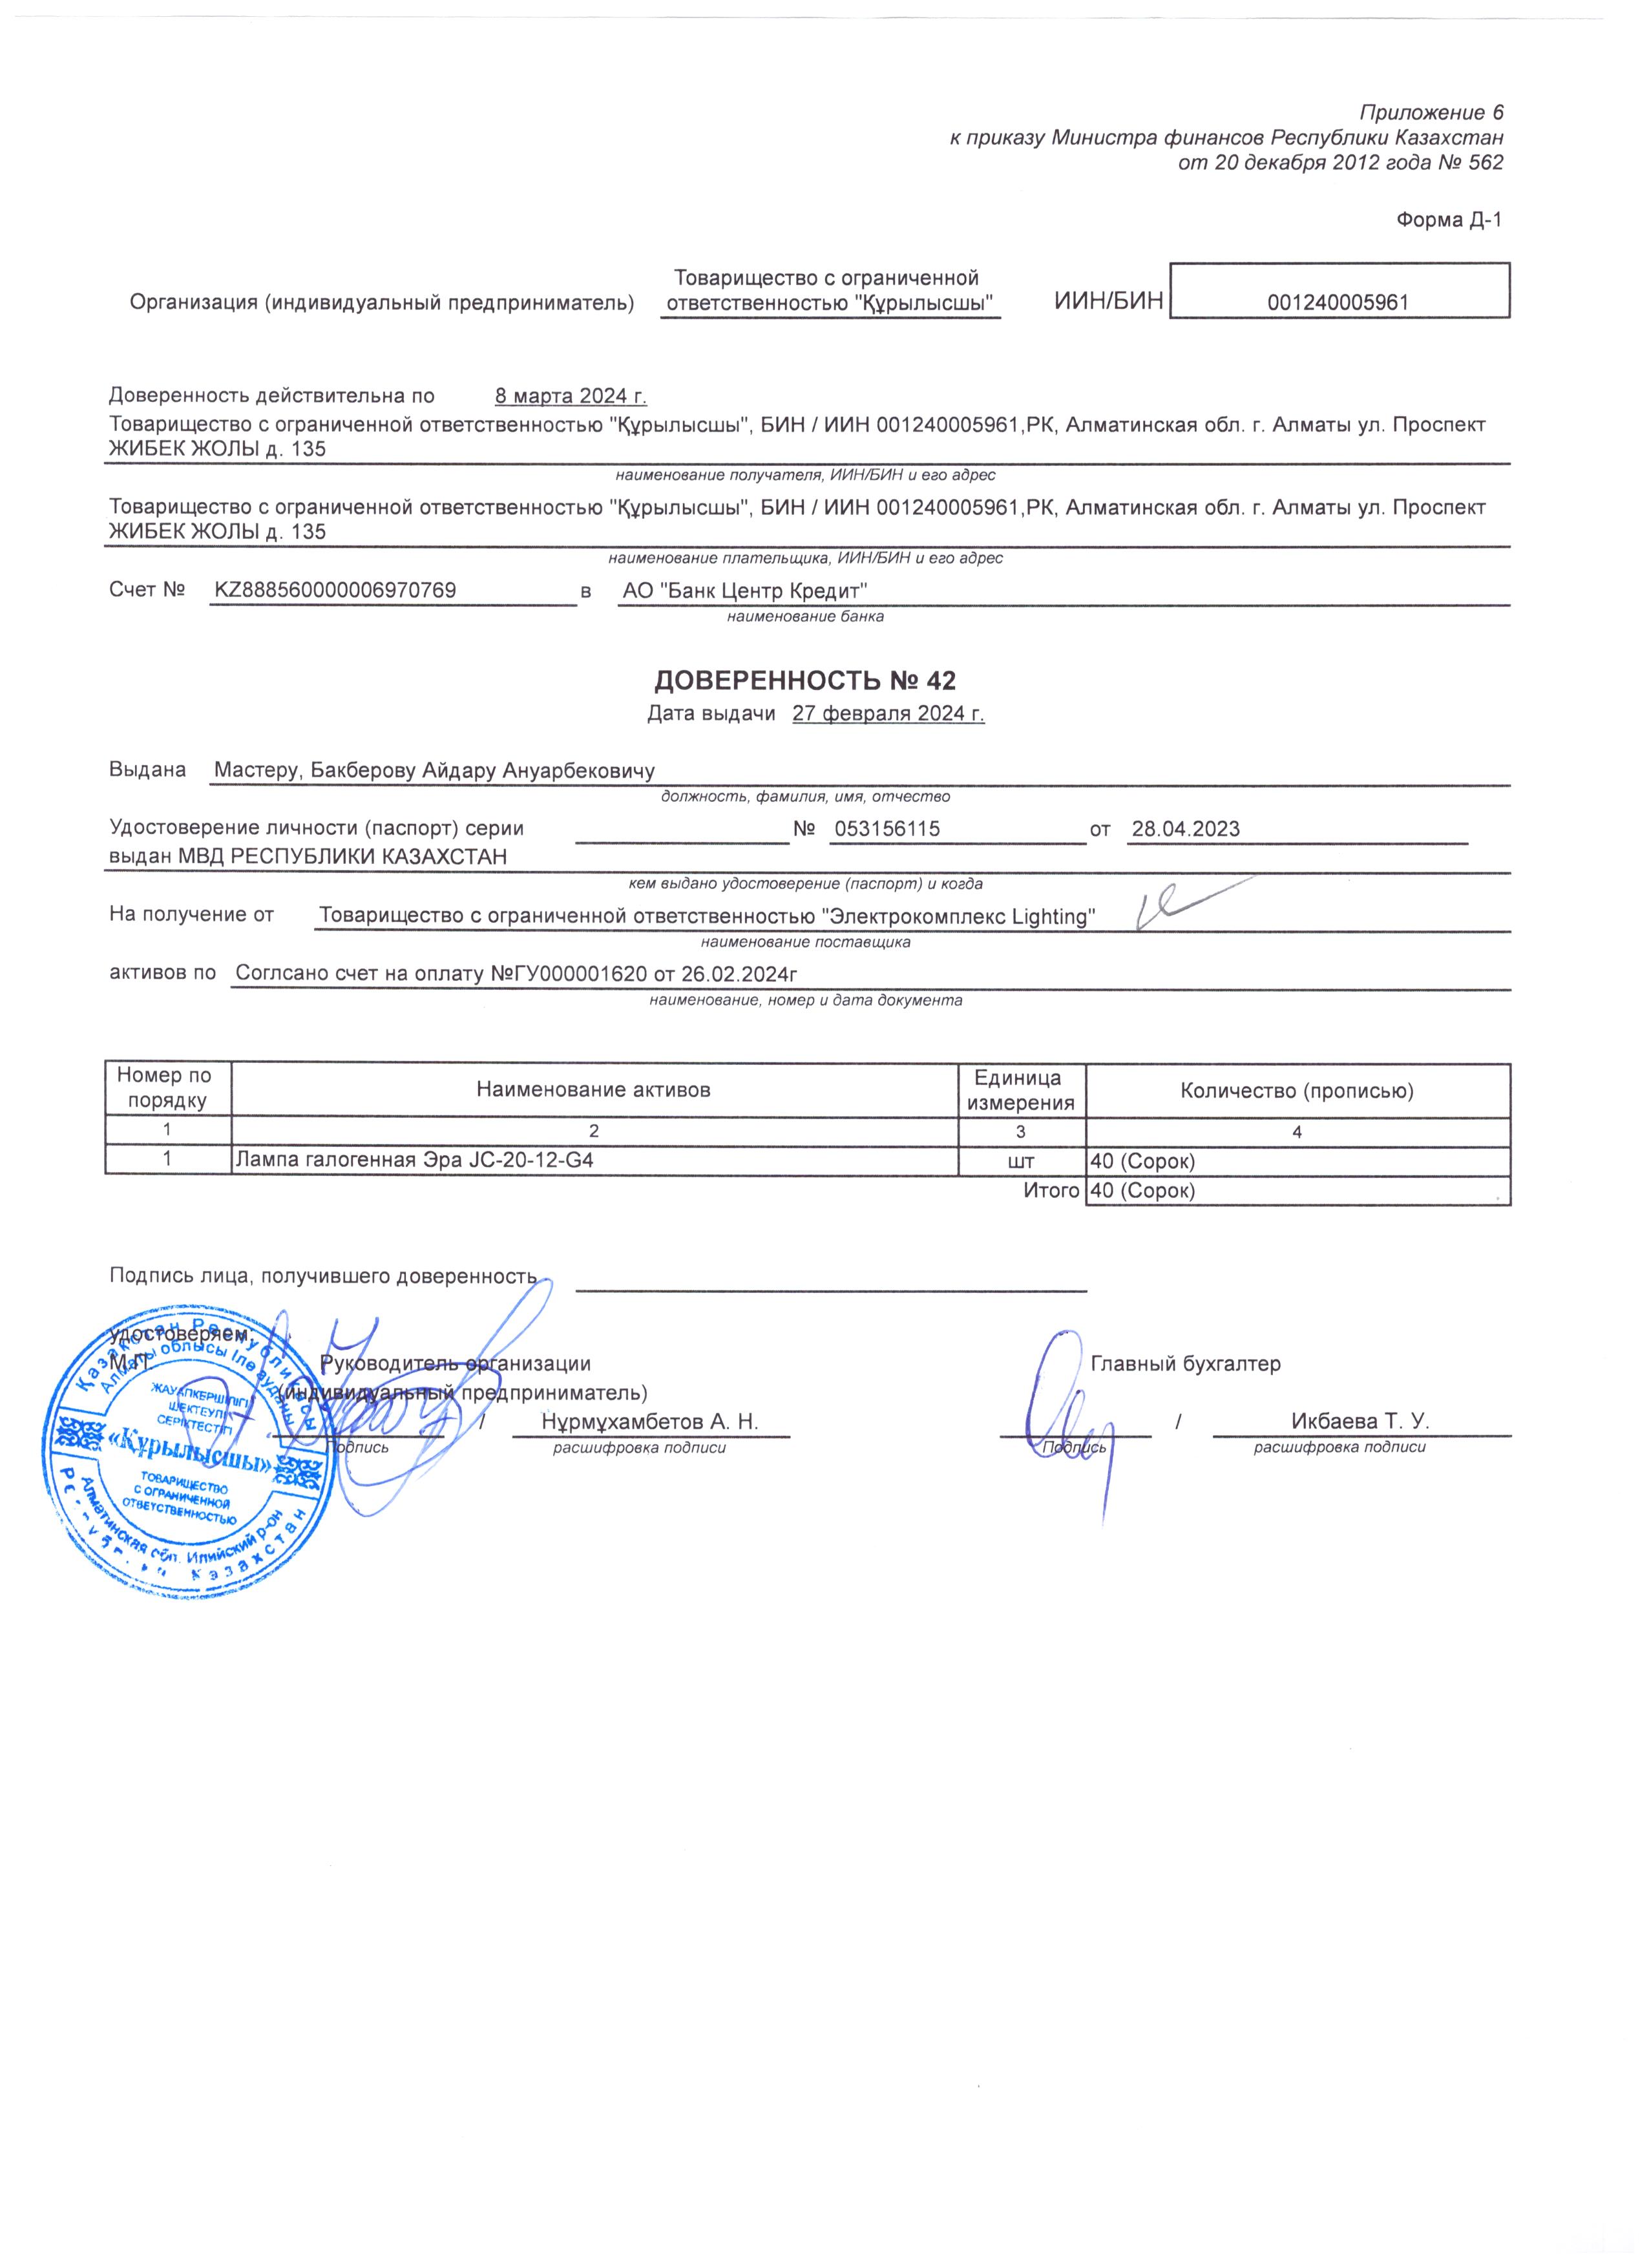 Приложение 6
к приказу Министра финансов Республики Казахстан
от 20 декабря 2012 года № 562
Форма Д-1
Товарищество с ограниченной
Организация (индивидуальный предприниматель) ответственностью "Құрылысшы" ИИН/БИН 001240005961
Доверенность действительна по 8 марта 2024 г.
Товарищество с ограниченной ответственностью "Құрылысшы", БИН / ИИН 001240005961,РК, Алматинская обл. г. Алматы ул. Проспект
ЖИБЕК ЖОЛЫ д. 135
наименование получателя, ИИН/БИН и его адрес
Товарищество с ограниченной ответственностью "Құрылысшы", БИН / ИИН 001240005961,РК, Алматинская обл. г. Алматы ул. Проспект
ЖИБЕК ЖОЛЫ д. 135
наименование плательщика, ИИН/БИН и его адрес
Счет № KZ888560000006970769 в АО "Банк Центр Кредит"
наименование банка
ДОВЕРЕННОСТЬ № 42
Дата выдачи 27 февраля 2024 г.
Выдана Мастеру, Бакберову Айдару Ануарбековичу
должность, фамилия, имя, отчество
Удостоверение личности (паспорт) серии № 053156115 от 28.04.2023
выдан МВД РЕСПУБЛИКИ КАЗАХСТАН
кем выдано удостоверение (паспорт) и когда
На получение от Товарищество с ограниченной ответственностью "Электрокомплекс Lighting"
наименование поставщика
активов по Соглсано счет на оплату №ГУ000001620 от 26.02.2024г
наименование, номер и дата документа
Номер по порядку Наименование активов Единица измерения Количество (прописью)
1 2 3 4
1 Лампа галогенная Эра JC-20-12-G4 шт 40 (Сорок)
Итого 40 (Сорок)
Подпись лица, получившего доверенность
удостоверяем:
М.П. Руководитель организации Главный бухгалтер
(индивидуальный предприниматель)
/ Нұрмұхамбетов А. Н. / Икбаева Т. У.
Подпись расшифровка подписи Подпись расшифровка подписи
Қазақстан Республикасы
Алматы облысы Іле ауданы
ЖАУАПКЕРШІЛІГІ
ШЕКТЕУЛІ
СЕРІКТЕСТІГІ
«Құрылысшы»
ТОВАРИЩЕСТВО
С ОГРАНИЧЕННОЙ
ОТВЕТСТВЕННОСТЬЮ
Алматинская обл. Илийский р-он
Казахстан